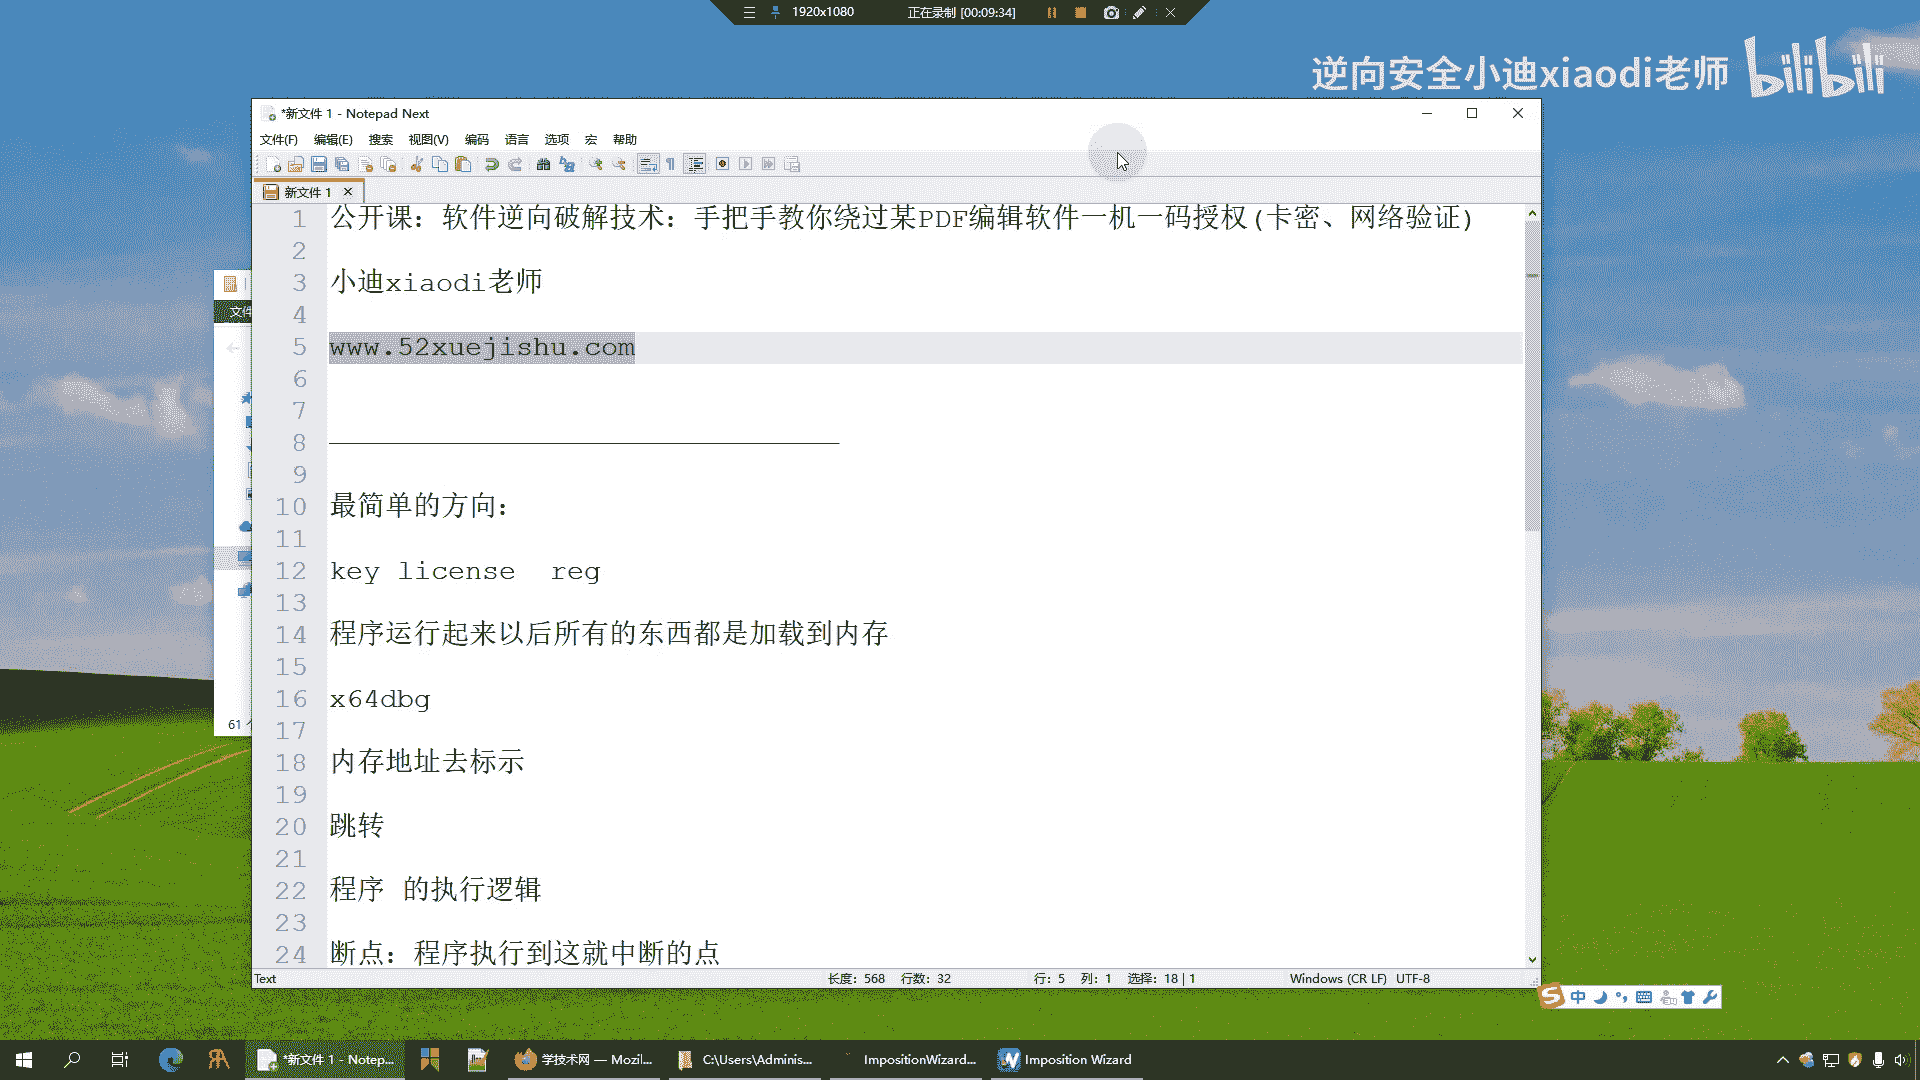 1920x1080 正在录制 [00:09:34]
逆向安全小迪xiaodi老师 bilibili
*新文件 1 - Notepad Next
文件(F) 编辑(E) 搜索 视图(V) 编码 语言 选项 宏 帮助
新文件 1
1 公开课：软件逆向破解技术：手把手教你绕过某PDF编辑软件一机一码授权(卡密、网络验证)
2
3 小迪xiaodi老师
4
5 www.52xuejishu.com
6
7
8
9
10 最简单的方向：
11
12 key license reg
13
14 程序运行起来以后所有的东西都是加载到内存
15
16 x64dbg
17
18 内存地址去标示
19
20 跳转
21
22 程序 的执行逻辑
23
24 断点：程序执行到这就中断的点
文件
61
Text 长度：568 行数：32 行：5 列：1 选择：18 | 1 Windows (CR LF) UTF-8
中
*新文件 1 - Notep... 学技术网 — Mozil... C:\Users\Adminis... ImpositionWizard... Imposition Wizard